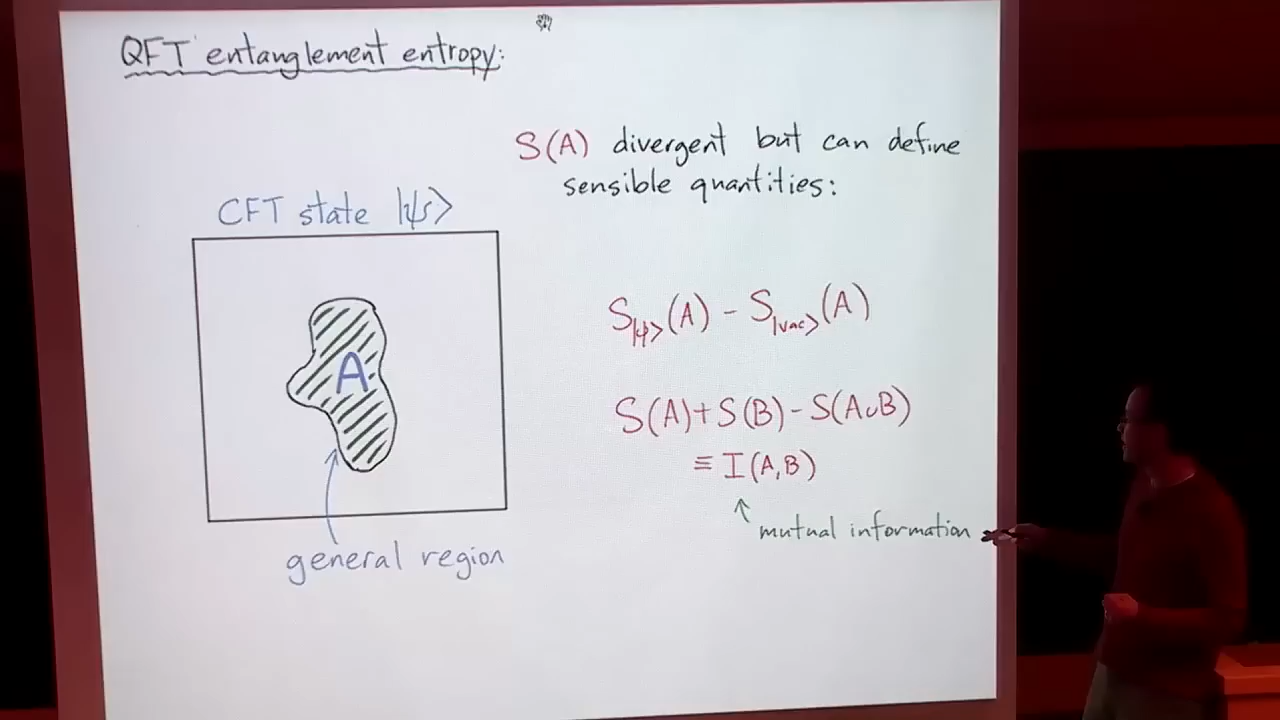 QFT entanglement entropy:
S(A) divergent but can define
sensible quantities:
CFT state |ψ>
A
general region
S|ψ>(A) - S|vac>(A)
S(A)+S(B)-S(A∪B)
≡ I(A,B)
mutual information